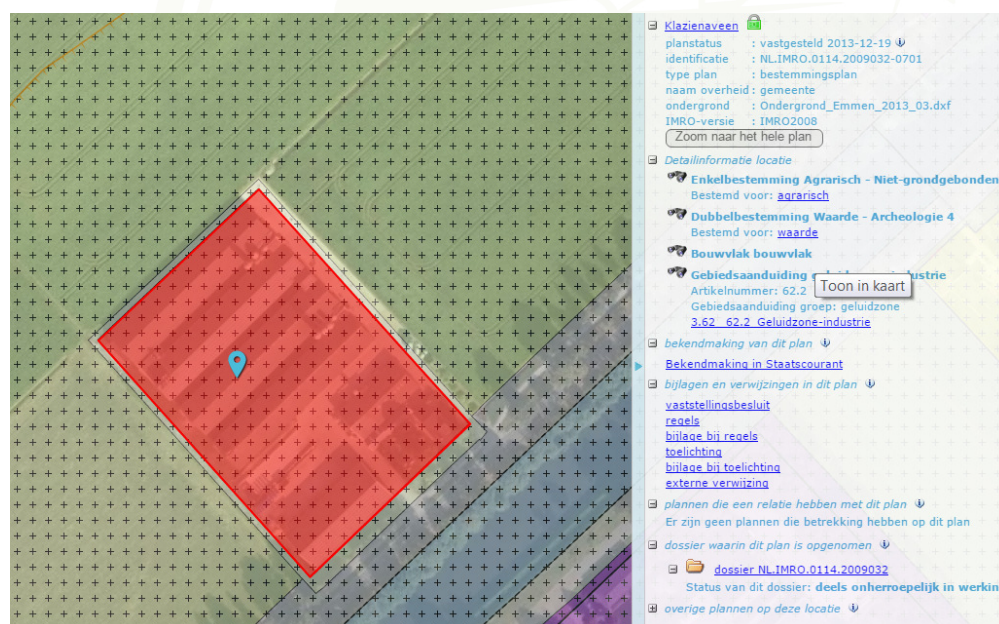 Klazienaveen
planstatus : vastgesteld 2013-12-19
identificatie : NL.IMRO.0114.2009032-0701
type plan : bestemmingsplan
naam overheid : gemeente
ondergrond : Ondergrond_Emmen_2013_03.dxf
IMRO-versie : IMRO2008
Zoom naar het hele plan
Detailinformatie locatie
Enkelbestemming Agrarisch - Niet-grondgebonden
Bestemd voor: agrarisch
Dubbelbestemming Waarde - Archeologie 4
Bestemd voor: waarde
Bouwvlak bouwvlak
Gebiedsaanduiding
Toon in kaart
Artikelnummer: 62.2
Gebiedsaanduiding groep: geluidzone
3.62 62.2 Geluidzone-industrie
bekendmaking van dit plan
Bekendmaking in Staatscourant
bijlagen en verwijzingen in dit plan
vaststellingsbesluit
regels
bijlage bij regels
toelichting
bijlage bij toelichting
externe verwijzing
plannen die een relatie hebben met dit plan
Er zijn geen plannen die betrekking hebben op dit plan
dossier waarin dit plan is opgenomen
dossier NL.IMRO.0114.2009032
Status van dit dossier: deels onherroepelijk in werkin
overige plannen op deze locatie